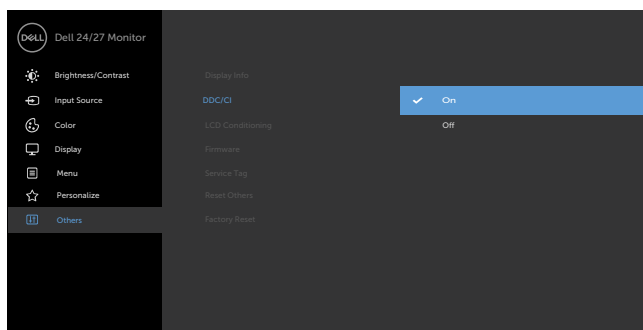 DELL
Dell 24/27 Monitor
Brightness/Contrast
Input Source
Color
Display
Menu
Personalize
Others
Display Info
DDC/CI
LCD Conditioning
Firmware
Service Tag
Reset Others
Factory Reset
On
Off